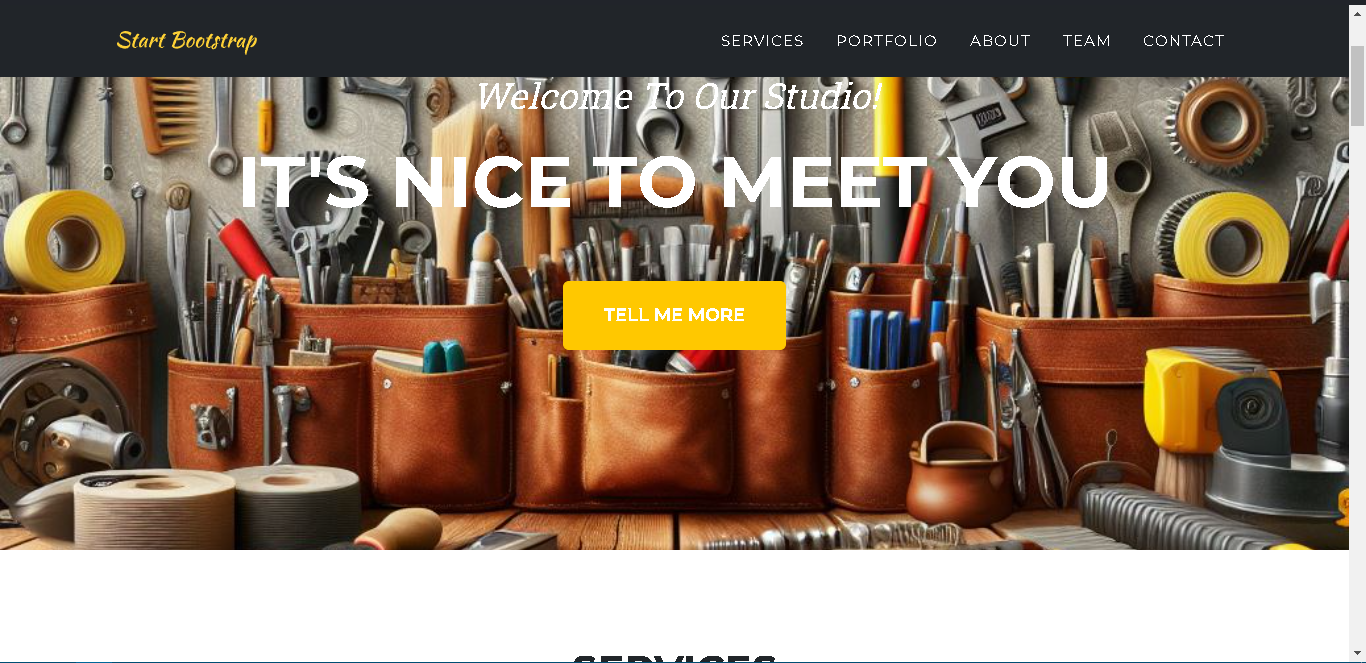 Start Bootstrap
SERVICES PORTFOLIO ABOUT TEAM CONTACT
Welcome To Our Studio!
IT'S NICE TO MEET YOU
TELL ME MORE
SERVICES